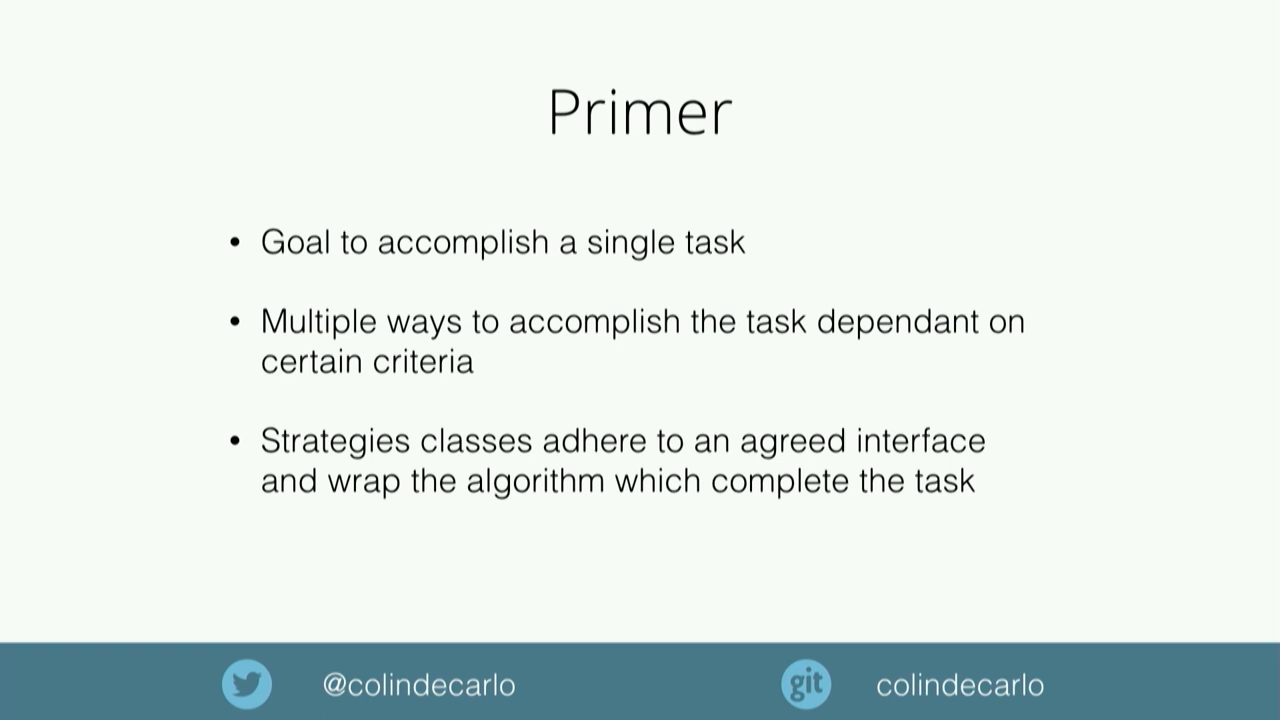 Primer
• Goal to accomplish a single task
• Multiple ways to accomplish the task dependant on
certain criteria
• Strategies classes adhere to an agreed interface
and wrap the algorithm which complete the task
@colindecarlo
git
colindecarlo